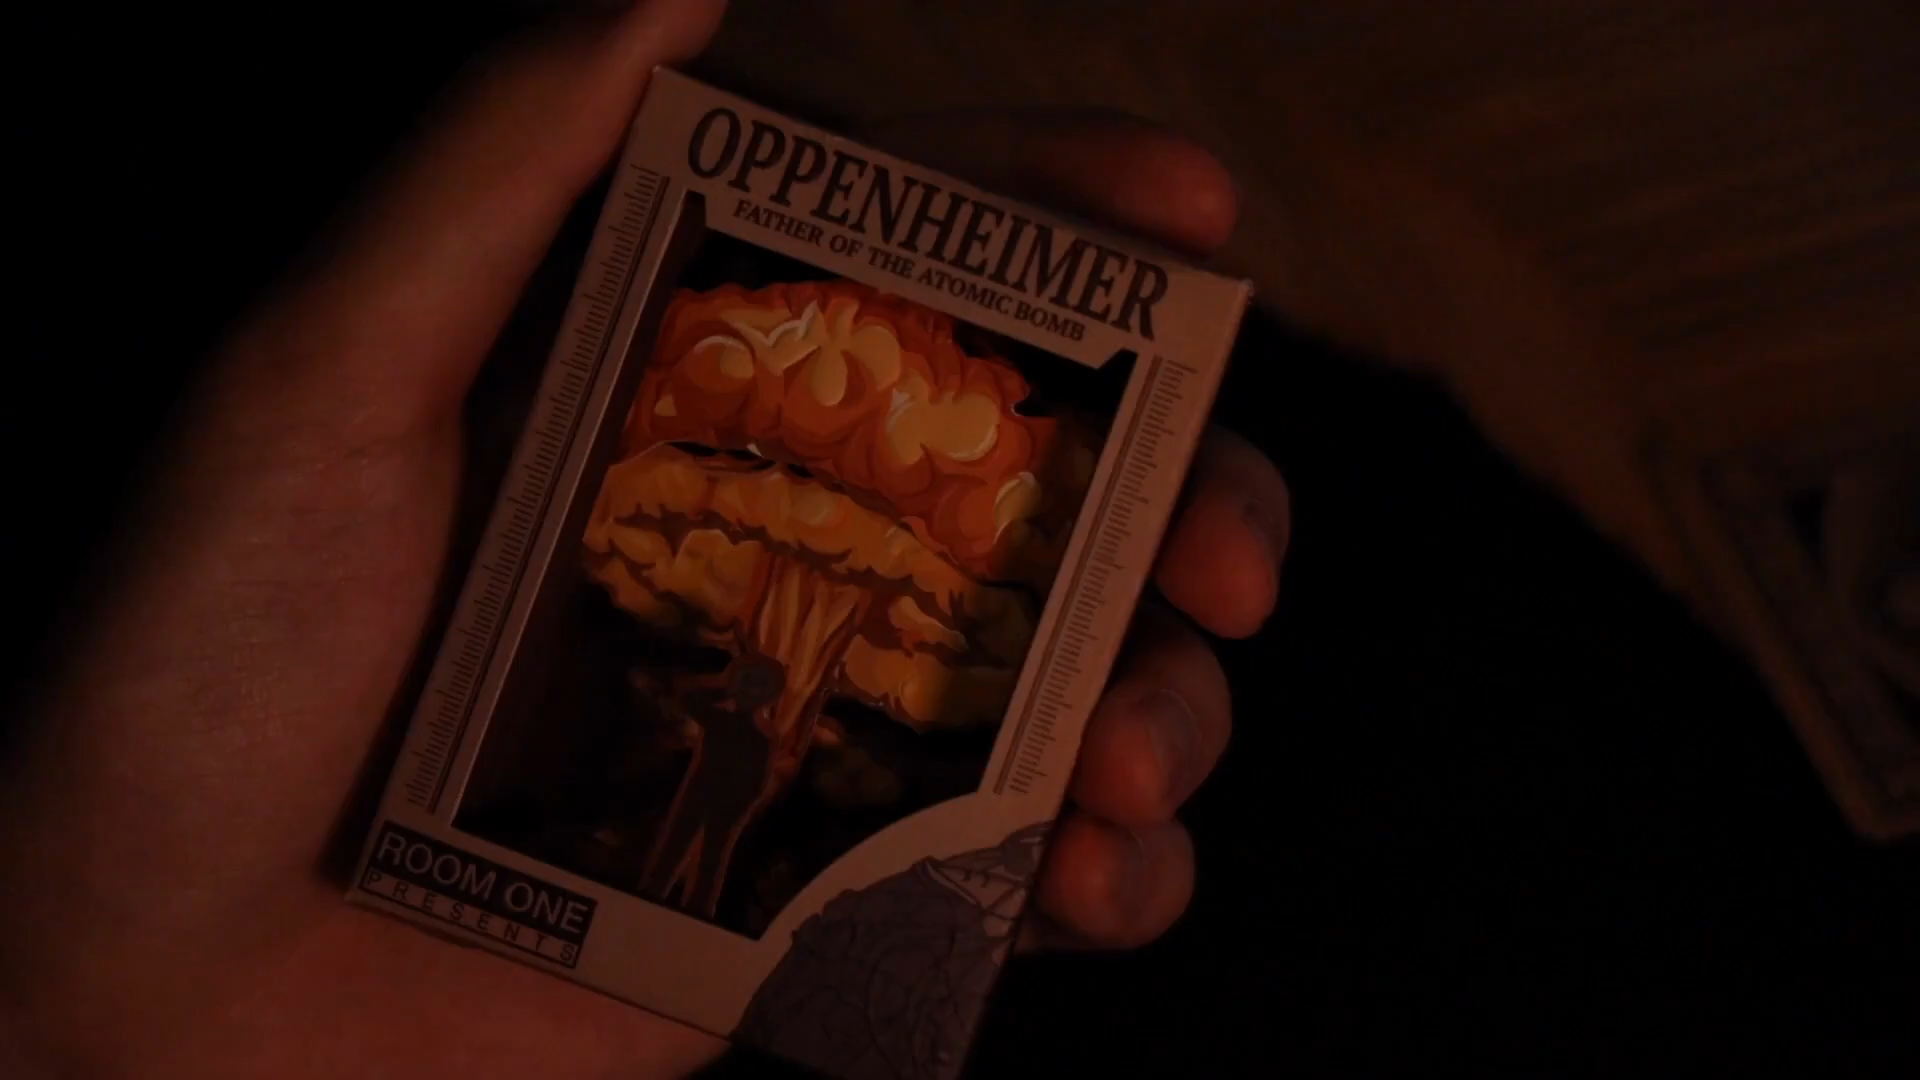 OPPENHEIMER
FATHER OF THE ATOMIC BOMB
ROOM ONE
PRESENTS